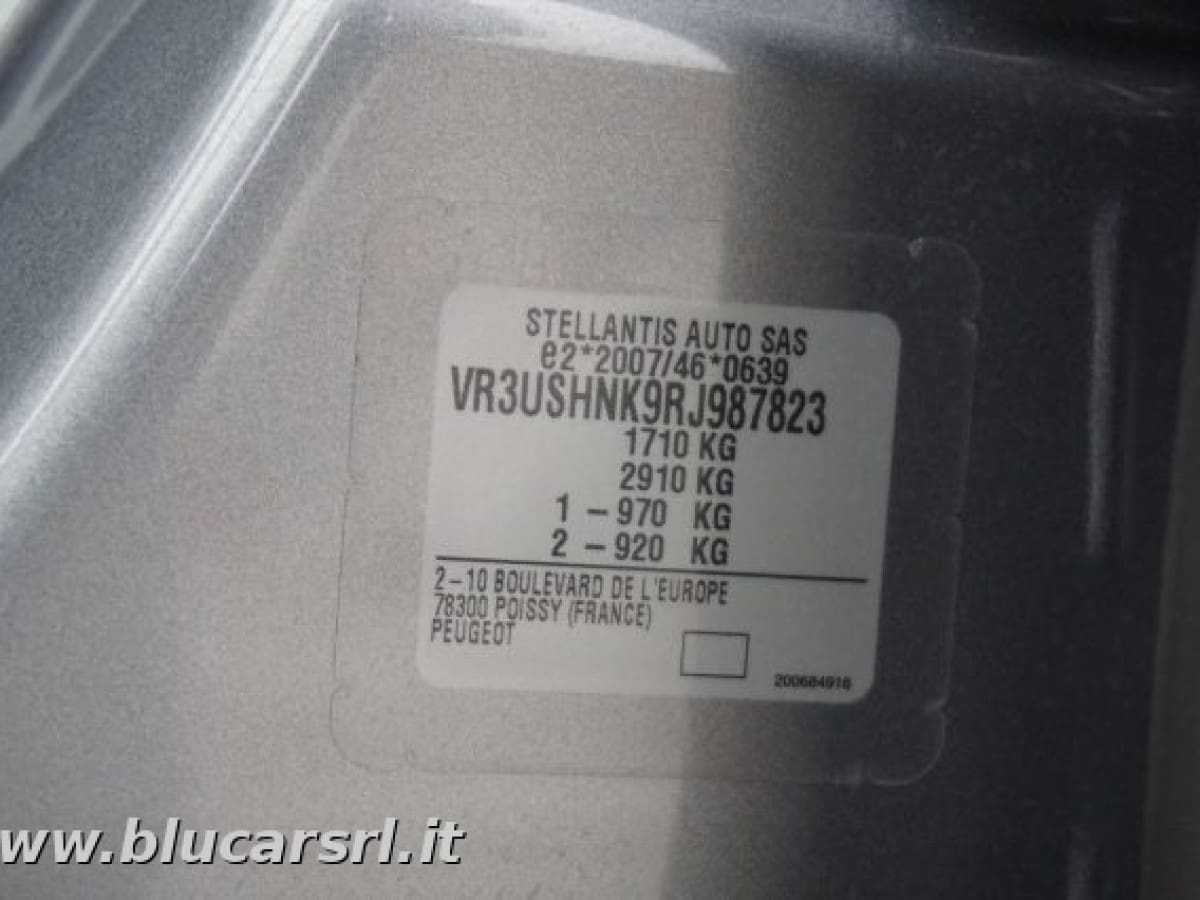 STELLANTIS AUTO SAS
e2*2007/46*0639
VR3USHNK9RJ987823
1710 KG
2910 KG
1 - 970 KG
2 - 920 KG
2-10 BOULEVARD DE L'EUROPE
78300 POISSY (FRANCE)
PEUGEOT
200684916
www.blucarsrl.it